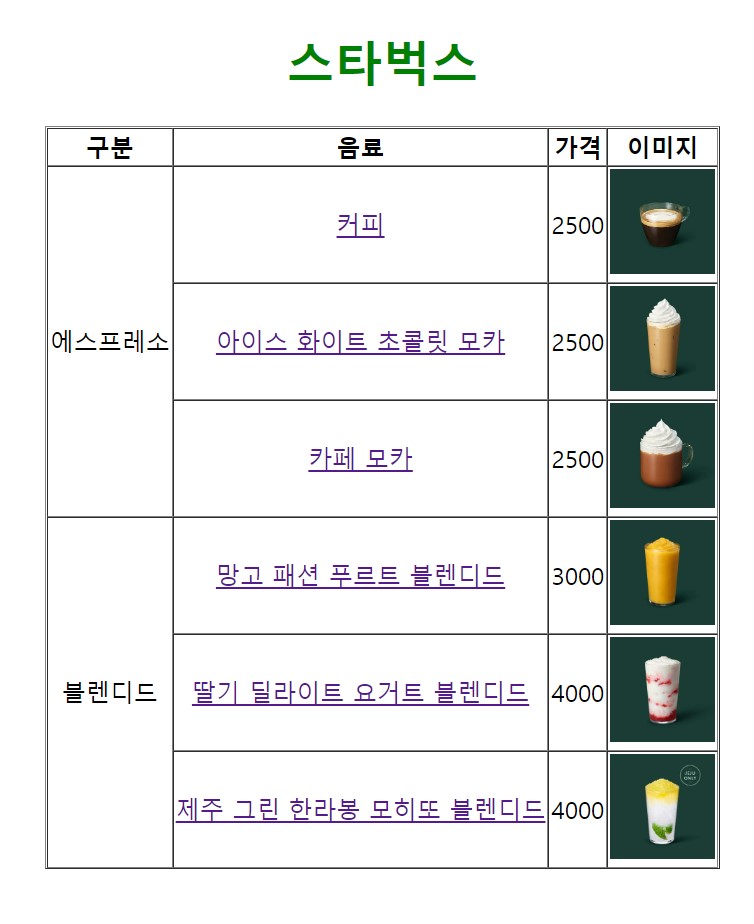 스타벅스
구분 음료 가격 이미지
에스프레소
커피 2500
아이스 화이트 초콜릿 모카 2500
카페 모카 2500
블렌디드
망고 패션 푸르트 블렌디드 3000
딸기 딜라이트 요거트 블렌디드 4000
제주 그린 한라봉 모히또 블렌디드 4000
JEJU
ONLY